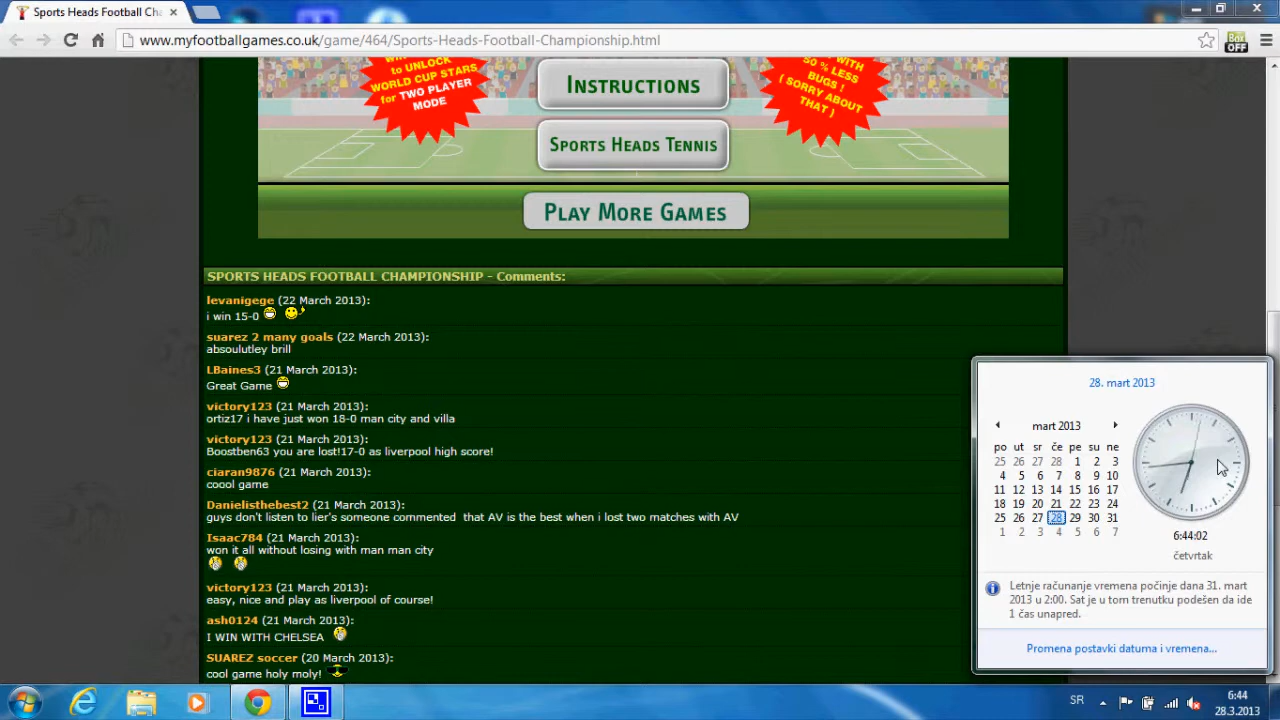 Sports Heads Football Cha
www.myfootballgames.co.uk/game/464/Sports-Heads-Football-Championship.html
Box
OFF
to UNLOCK
WORLD CUP STARS
for TWO PLAYER
MODE
INSTRUCTIONS
WITH
50 % LESS
BUGS !
( SORRY ABOUT
THAT )
SPORTS HEADS TENNIS
PLAY MORE GAMES
SPORTS HEADS FOOTBALL CHAMPIONSHIP - Comments:
levanigege (22 March 2013):
i win 15-0
suarez 2 many goals (22 March 2013):
absoulutley brill
LBaines3 (21 March 2013):
Great Game
victory123 (21 March 2013):
ortiz17 i have just won 18-0 man city and villa
victory123 (21 March 2013):
Boostben63 you are lost!17-0 as liverpool high score!
ciaran9876 (21 March 2013):
coool game
Danielisthebest2 (21 March 2013):
guys don't listen to lier's someone commented that AV is the best when i lost two matches with AV
Isaac784 (21 March 2013):
won it all without losing with man man city
victory123 (21 March 2013):
easy, nice and play as liverpool of course!
ash0124 (21 March 2013):
I WIN WITH CHELSEA
SUAREZ soccer (20 March 2013):
cool game holy moly!
28. mart 2013
mart 2013
po ut sr če pe su ne
25 26 27 28 1 2 3
4 5 6 7 8 9 10
11 12 13 14 15 16 17
18 19 20 21 22 23 24
25 26 27 28 29 30 31
1 2 3 4 5 6 7
6:44:02
četvrtak
Letnje računanje vremena počinje dana 31. mart
2013 u 2:00. Sat je u tom trenutku podešen da ide
1 čas unapred.
Promena postavki datuma i vremena...
SR
6:44
28.3.2013